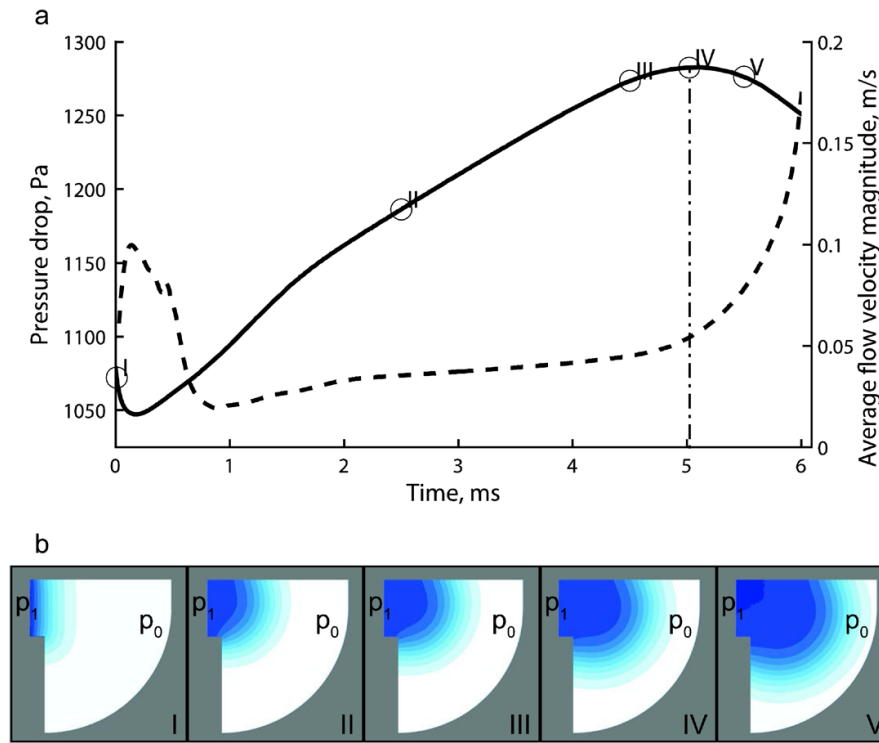 a
Pressure drop, Pa
1300
1250
1200
1150
1100
1050
I
II
III
IV
V
0.2
0.15
0.1
0.05
0
Average flow velocity magnitude, m/s
0 1 2 3 4 5 6
Time, ms
b
p1 p0 I
p1 p0 II
p1 p0 III
p1 p0 IV
p1 p0 V